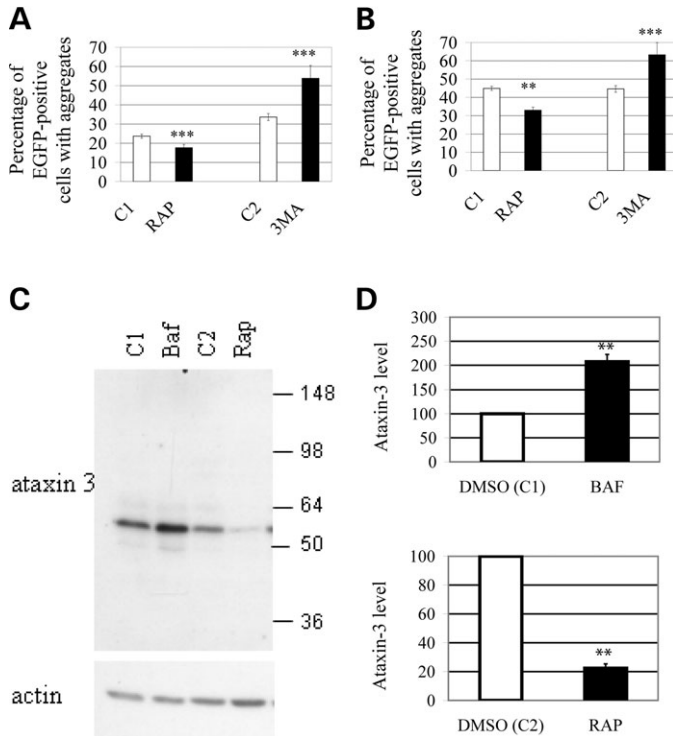 A
Percentage of
EGFP-positive
cells with aggregates
70
60
50
40
30
20
10
0
***
***
C1
RAP
C2
3MA
B
Percentage of
EGFP-positive
cells with aggregates
70
60
50
40
30
20
10
0
**
***
C1
RAP
C2
3MA
C
C1
Baf
C2
Rap
148
98
ataxin 3
64
50
36
actin
D
Ataxin-3 level
300
250
200
150
100
50
0
**
DMSO (C1)
BAF
Ataxin-3 level
100
80
60
40
20
0
**
DMSO (C2)
RAP